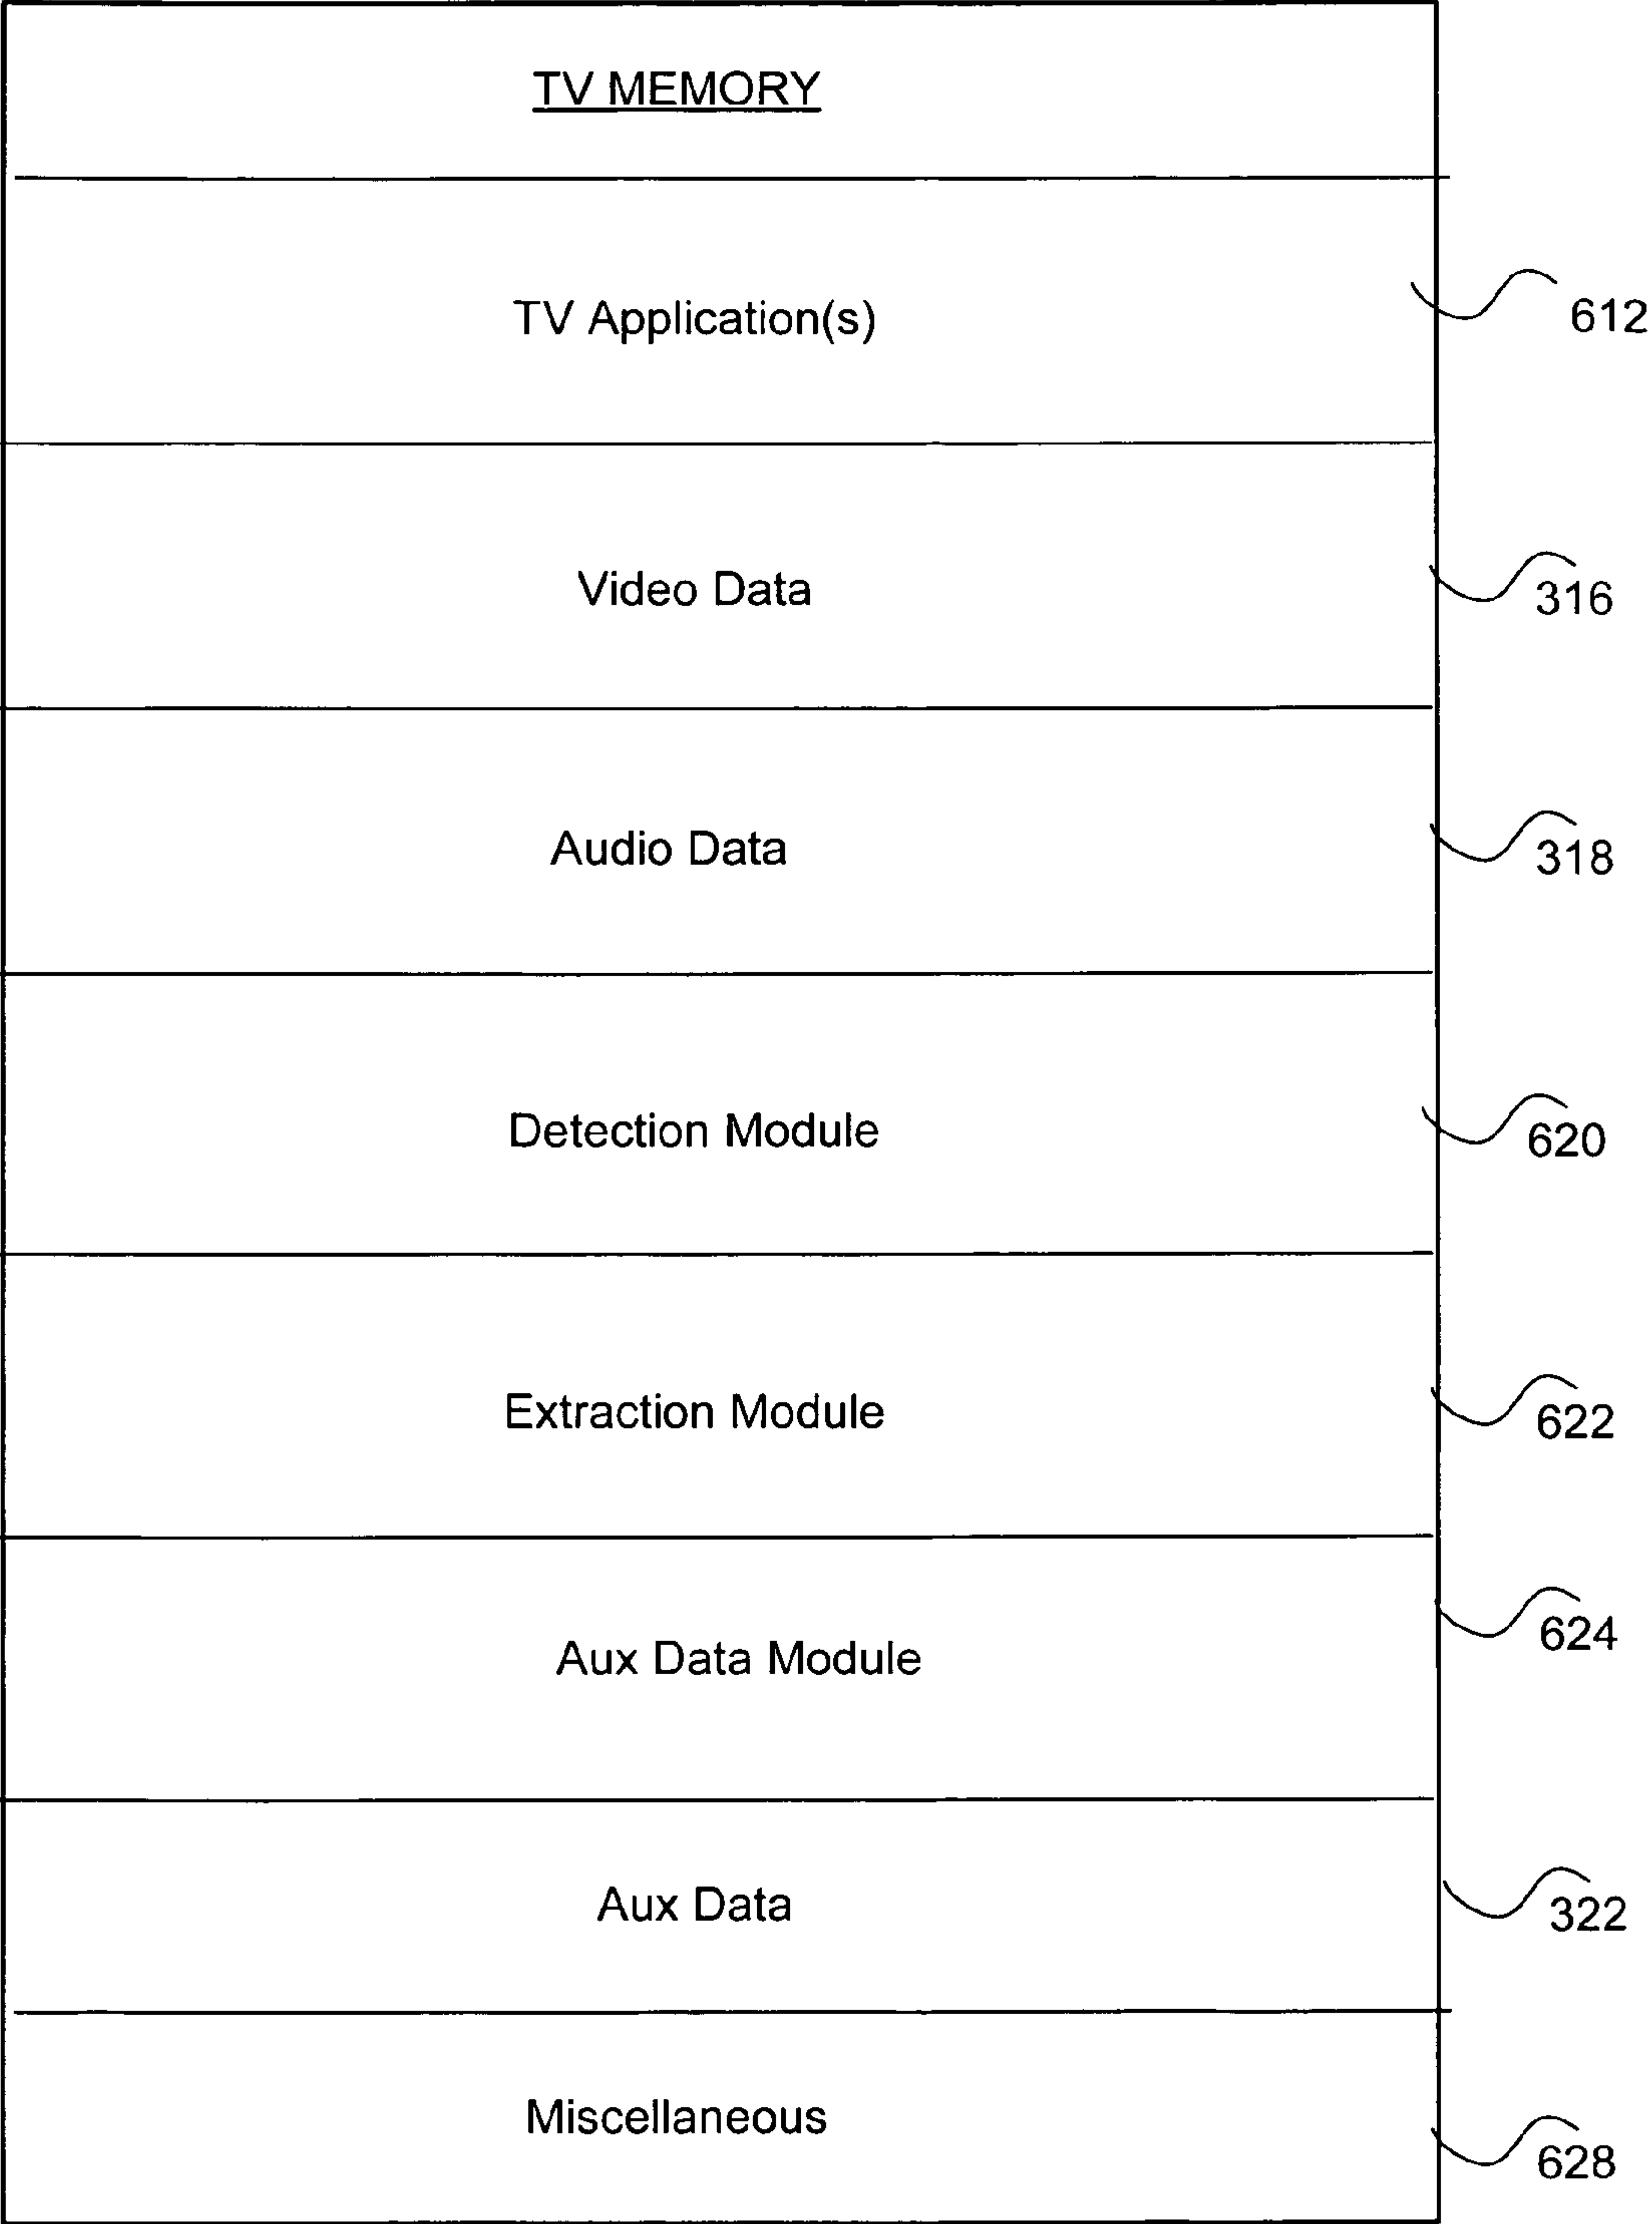 TV MEMORY
TV Application(s)
612
Video Data
316
Audio Data
318
Detection Module
620
Extraction Module
622
Aux Data Module
624
Aux Data
322
Miscellaneous
628